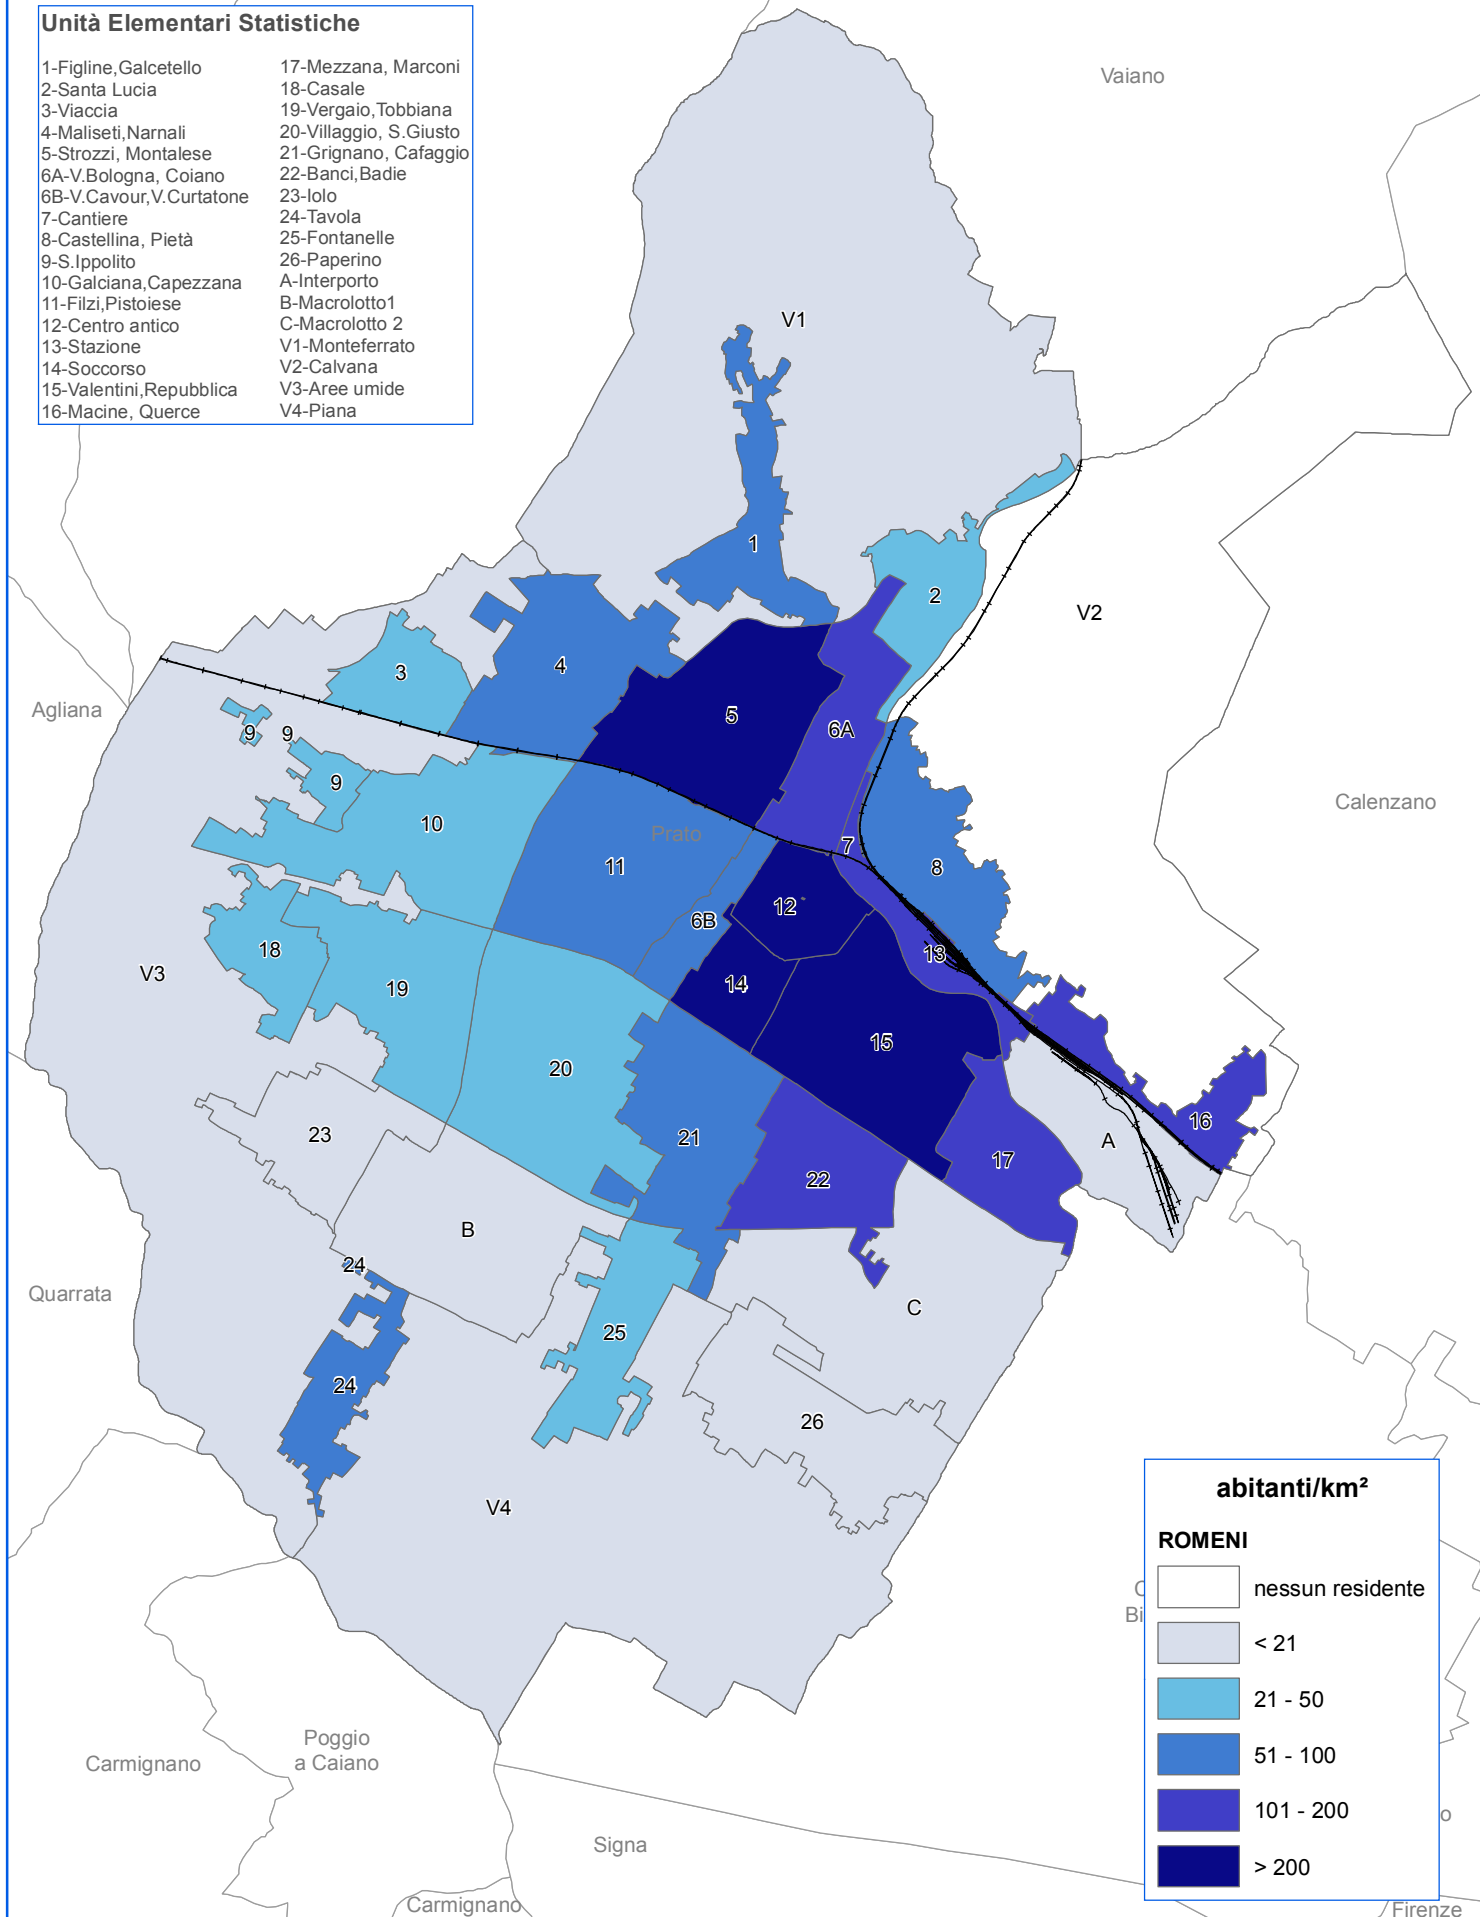 Unità Elementari Statistiche
1-Figline,Galcetello
2-Santa Lucia
3-Viaccia
4-Maliseti,Narnali
5-Strozzi, Montalese
6A-V.Bologna, Coiano
6B-V.Cavour,V.Curtatone
7-Cantiere
8-Castellina, Pietà
9-S.Ippolito
10-Galciana,Capezzana
11-Filzi,Pistoiese
12-Centro antico
13-Stazione
14-Soccorso
15-Valentini,Repubblica
16-Macine, Querce
17-Mezzana, Marconi
18-Casale
19-Vergaio,Tobbiana
20-Villaggio, S.Giusto
21-Grignano, Cafaggio
22-Banci,Badie
23-Iolo
24-Tavola
25-Fontanelle
26-Paperino
A-Interporto
B-Macrolotto1
C-Macrolotto 2
V1-Monteferrato
V2-Calvana
V3-Aree umide
V4-Piana
Vaiano
V1
1
2
V2
3
4
Agliana
5
6A
9
9
9
Calenzano
10
Prato
7
11
8
12
6B
18
13
V3
14
19
15
20
16
23
21
A
17
22
B
24
Quarrata
C
25
24
26
V4
abitanti/km²
ROMENI
nessun residente
< 21
21 - 50
51 - 100
101 - 200
> 200
C
Bi
o
Poggio
a Caiano
Carmignano
Signa
Carmignano
Firenze